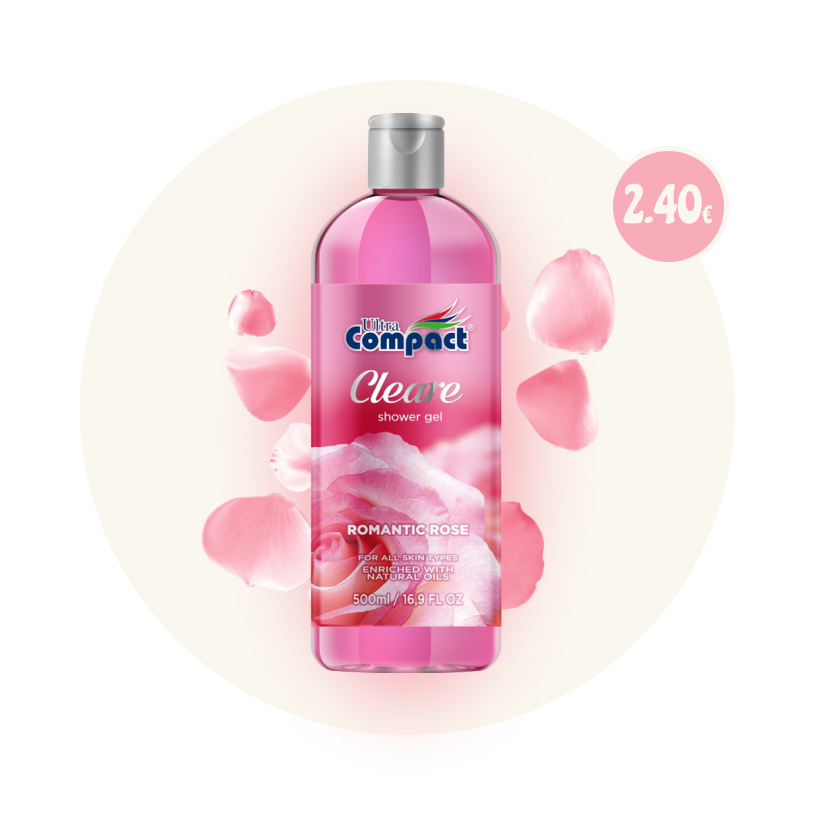 2.40€
Ultra
Compact®
Cleare
shower gel
ROMANTIC ROSE
FOR ALL SKIN TYPES
ENRICHED WITH
NATURAL OILS
500ml / 16,9 FL OZ